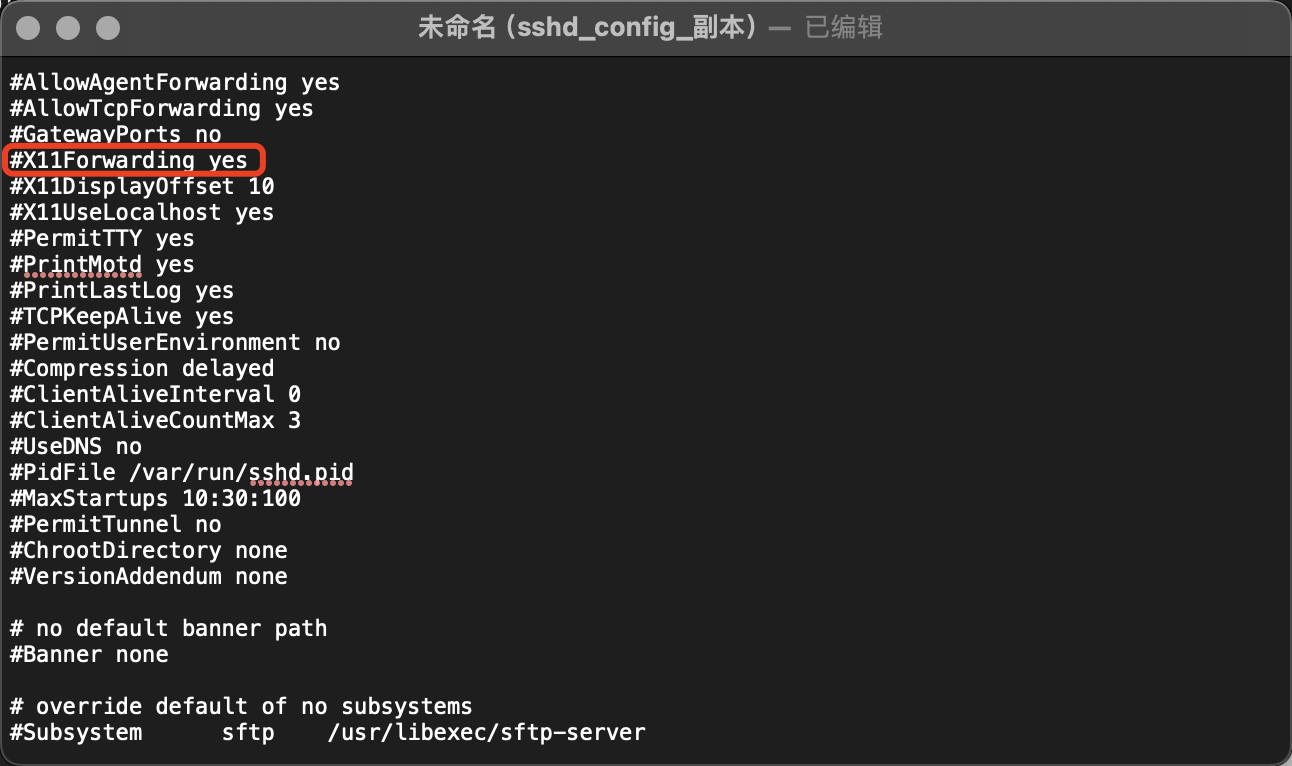 未命名 (sshd_config_副本) — 已编辑
#AllowAgentForwarding yes
#AllowTcpForwarding yes
#GatewayPorts no
#X11Forwarding yes
#X11DisplayOffset 10
#X11UseLocalhost yes
#PermitTTY yes
#PrintMotd yes
#PrintLastLog yes
#TCPKeepAlive yes
#PermitUserEnvironment no
#Compression delayed
#ClientAliveInterval 0
#ClientAliveCountMax 3
#UseDNS no
#PidFile /var/run/sshd.pid
#MaxStartups 10:30:100
#PermitTunnel no
#ChrootDirectory none
#VersionAddendum none
# no default banner path
#Banner none
# override default of no subsystems
#Subsystem      sftp    /usr/libexec/sftp-server